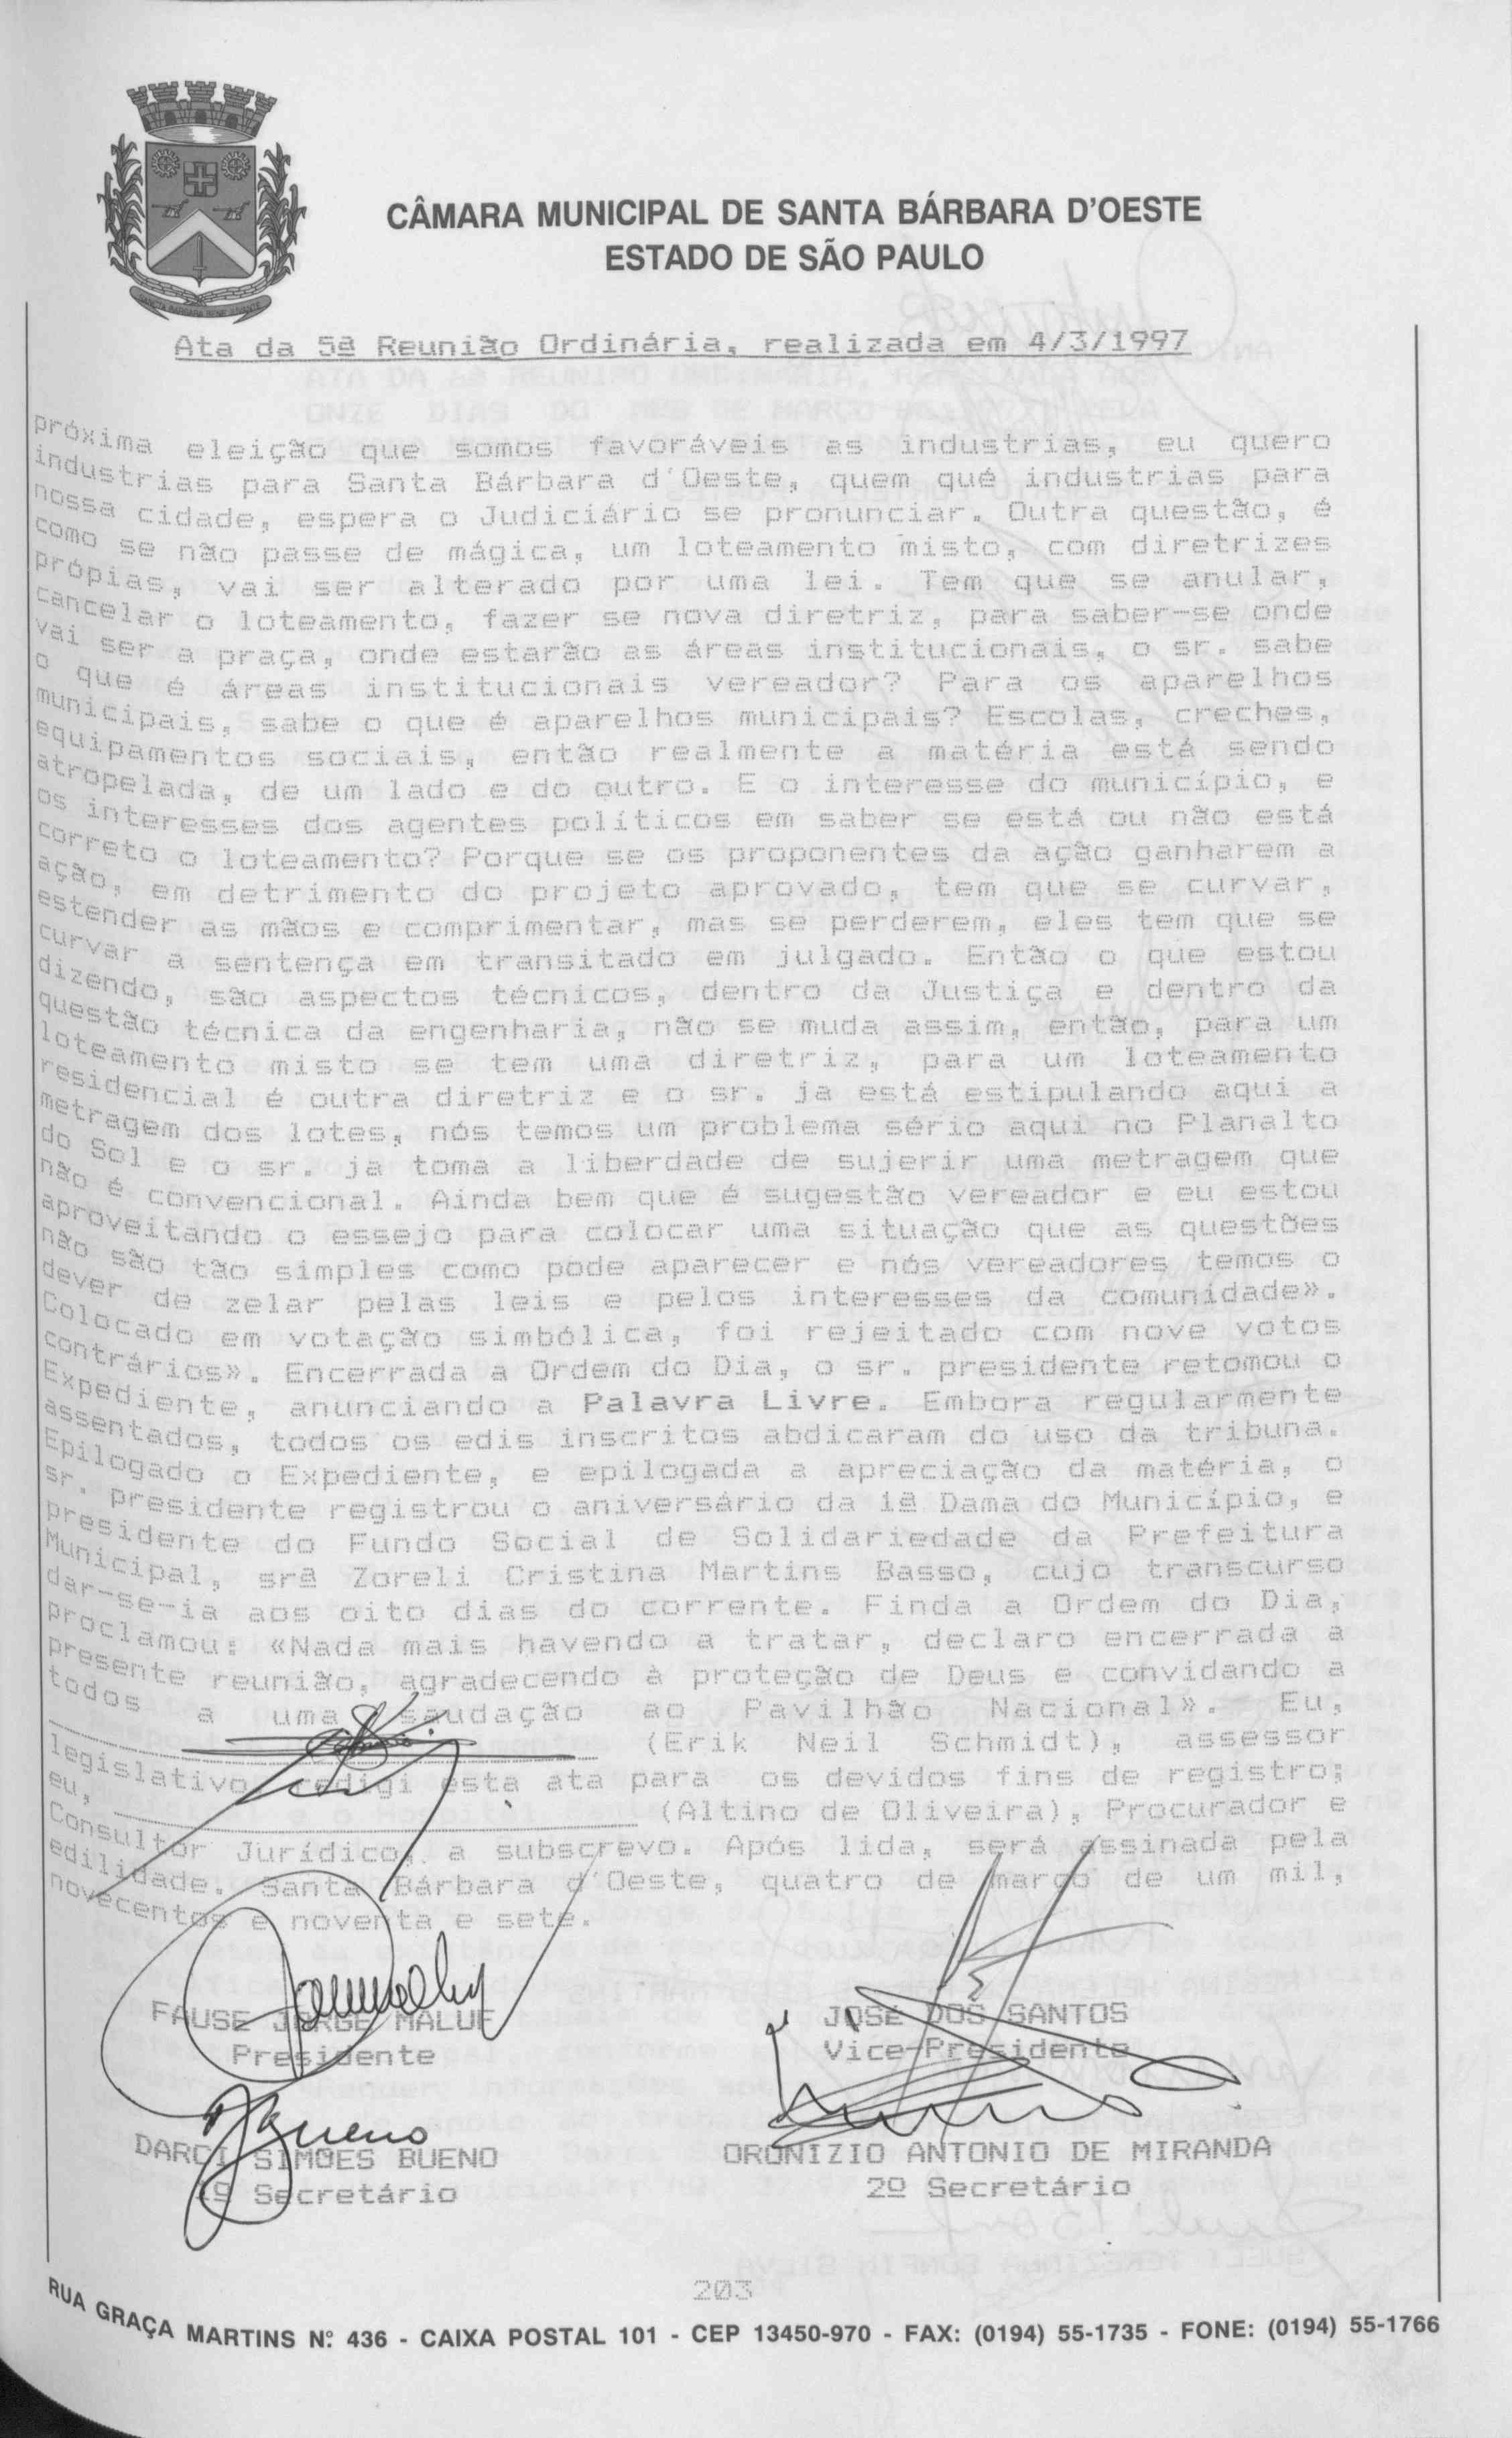 CÂMARA MUNICIPAL DE SANTA BÁRBARA D'OESTE
ESTADO DE SÃO PAULO
Ata da 5ª Reunião Ordinária, realizada em 4/3/1997
próxima eleição que somos favoráveis as industrias, eu quero
industrias para Santa Bárbara d'Oeste, quem qué industrias para
nossa cidade, espera o Judiciário se pronunciar. Outra questão, é
como se não passe de mágica, um loteamento misto, com diretrizes
própias, vai ser alterado por uma lei. Tem que se anular,
cancelar o loteamento, fazer se nova diretriz, para saber-se onde
vai ser a praça, onde estarão as áreas institucionais, o sr. sabe
o que é áreas institucionais vereador? Para os aparelhos
municipais, sabe o que é aparelhos municipais? Escolas, creches,
equipamentos sociais, então realmente a matéria está sendo
atropelada, de um lado e do outro. E o interesse do município, e
os interesses dos agentes políticos em saber se está ou não está
correto o loteamento? Porque se os proponentes da ação ganharem a
ação, em detrimento do projeto aprovado, tem que se curvar,
estender as mãos e comprimentar, mas se perderem, eles tem que se
curvar a sentença em transitado em julgado. Então o que estou
dizendo, são aspectos técnicos, dentro da Justiça e dentro da
questão técnica da engenharia, não se muda assim, então, para um
loteamento misto se tem uma diretriz, para um loteamento
residencial é outra diretriz e o sr. ja está estipulando aqui a
metragem dos lotes, nós temos um problema sério aqui no Planalto
do Sol e o sr. ja toma a liberdade de sujerir uma metragem que
não é convencional. Ainda bem que é sugestão vereador e eu estou
aproveitando o essejo para colocar uma situação que as questões
não são tão simples como pode aparecer e nós vereadores temos o
dever de zelar pelas leis e pelos interesses da comunidade».
Colocado em votação simbólica, foi rejeitado com nove votos
contrários». Encerrada a Ordem do Dia, o sr. presidente retomou o
Expediente, anunciando a Palavra Livre. Embora regularmente
assentados, todos os edis inscritos abdicaram do uso da tribuna.
Epilogado o Expediente, e epilogada a apreciação da matéria, o
sr. presidente registrou o aniversário da 1ª Dama do Município, e
presidente do Fundo Social de Solidariedade da Prefeitura
Municipal, srª Zoreli Cristina Martins Basso, cujo transcurso
dar-se-ia aos oito dias do corrente. Finda a Ordem do Dia,
proclamou: «Nada mais havendo a tratar, declaro encerrada a
presente reunião, agradecendo à proteção de Deus e convidando a
todos a uma saudação ao Pavilhão Nacional». Eu,
(Erik Neil Schmidt), assessor
legislativo, redigi esta ata para os devidos fins de registro;
eu, (Altino de Oliveira), Procurador e
Consultor Jurídico, a subscrevo. Após lida, será assinada pela
edilidade. Santa Bárbara d'Oeste, quatro de março de um mil,
novecentos e noventa e sete.
FAUSE JORGE MALUF JOSÉ DOS SANTOS
Presidente Vice-Presidente
DARCI SIMÕES BUENO ORONIZIO ANTONIO DE MIRANDA
1º Secretário 2º Secretário
203
RUA GRAÇA MARTINS Nº 436 - CAIXA POSTAL 101 - CEP 13450-970 - FAX: (0194) 55-1735 - FONE: (0194) 55-1766